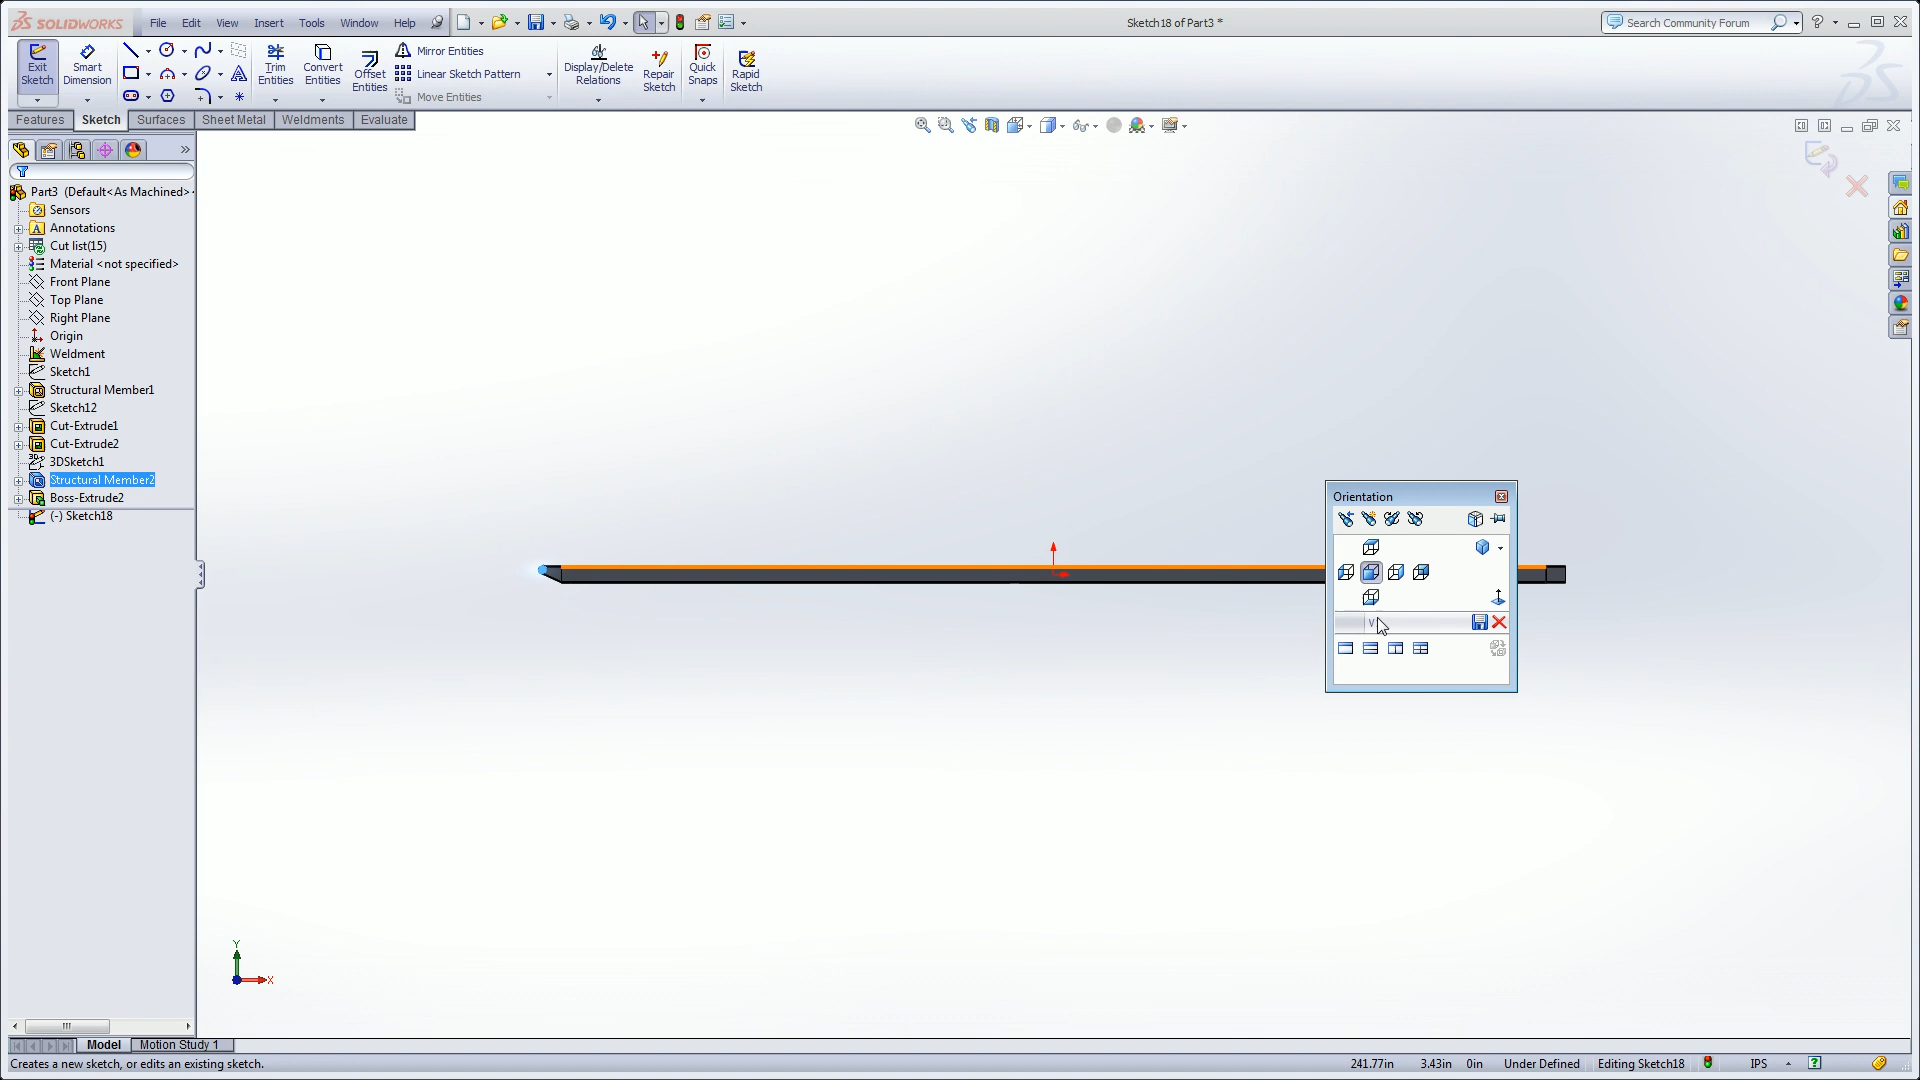 SOLIDWORKS
File Edit View Insert Tools Window Help
Sketch18 of Part3 *
Search Community Forum
Exit Sketch
Smart Dimension
Trim Entities
Convert Entities
Offset Entities
Mirror Entities
Linear Sketch Pattern
Move Entities
Display/Delete Relations
Repair Sketch
Quick Snaps
Rapid Sketch
Features Sketch Surfaces Sheet Metal Weldments Evaluate
Part3 (Default<As Machined>
Sensors
Annotations
Cut list(15)
Material <not specified>
Front Plane
Top Plane
Right Plane
Origin
Weldment
Sketch1
Structural Member1
Sketch12
Cut-Extrude1
Cut-Extrude2
3DSketch1
Structural Member2
Boss-Extrude2
(-) Sketch18
Orientation
Y
X
Model Motion Study 1
Creates a new sketch, or edits an existing sketch.
241.77in 3.43in 0in Under Defined Editing Sketch18 IPS